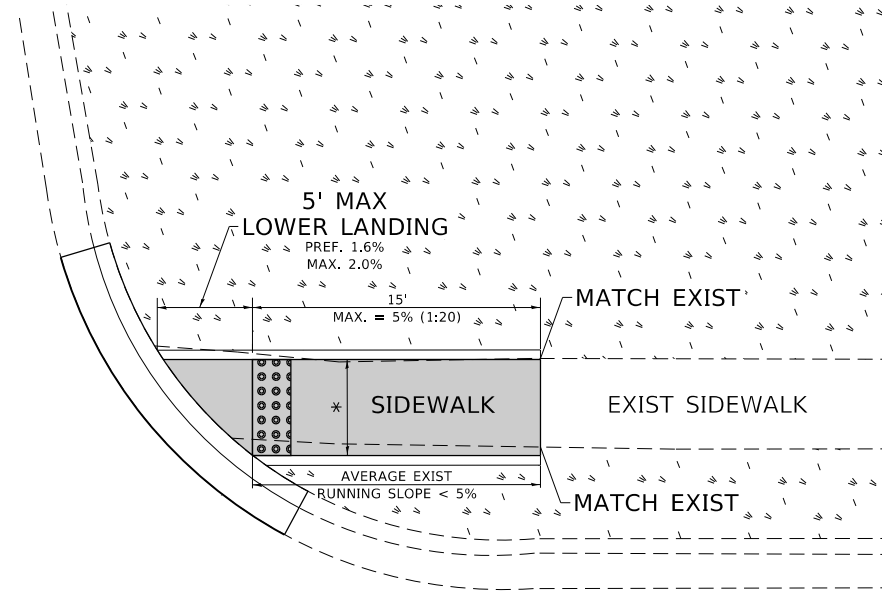 5' MAX
LOWER LANDING
PREF. 1.6%
MAX. 2.0%
15'
MAX. = 5% (1:20)
MATCH EXIST
* SIDEWALK
EXIST SIDEWALK
AVERAGE EXIST
RUNNING SLOPE < 5%
MATCH EXIST